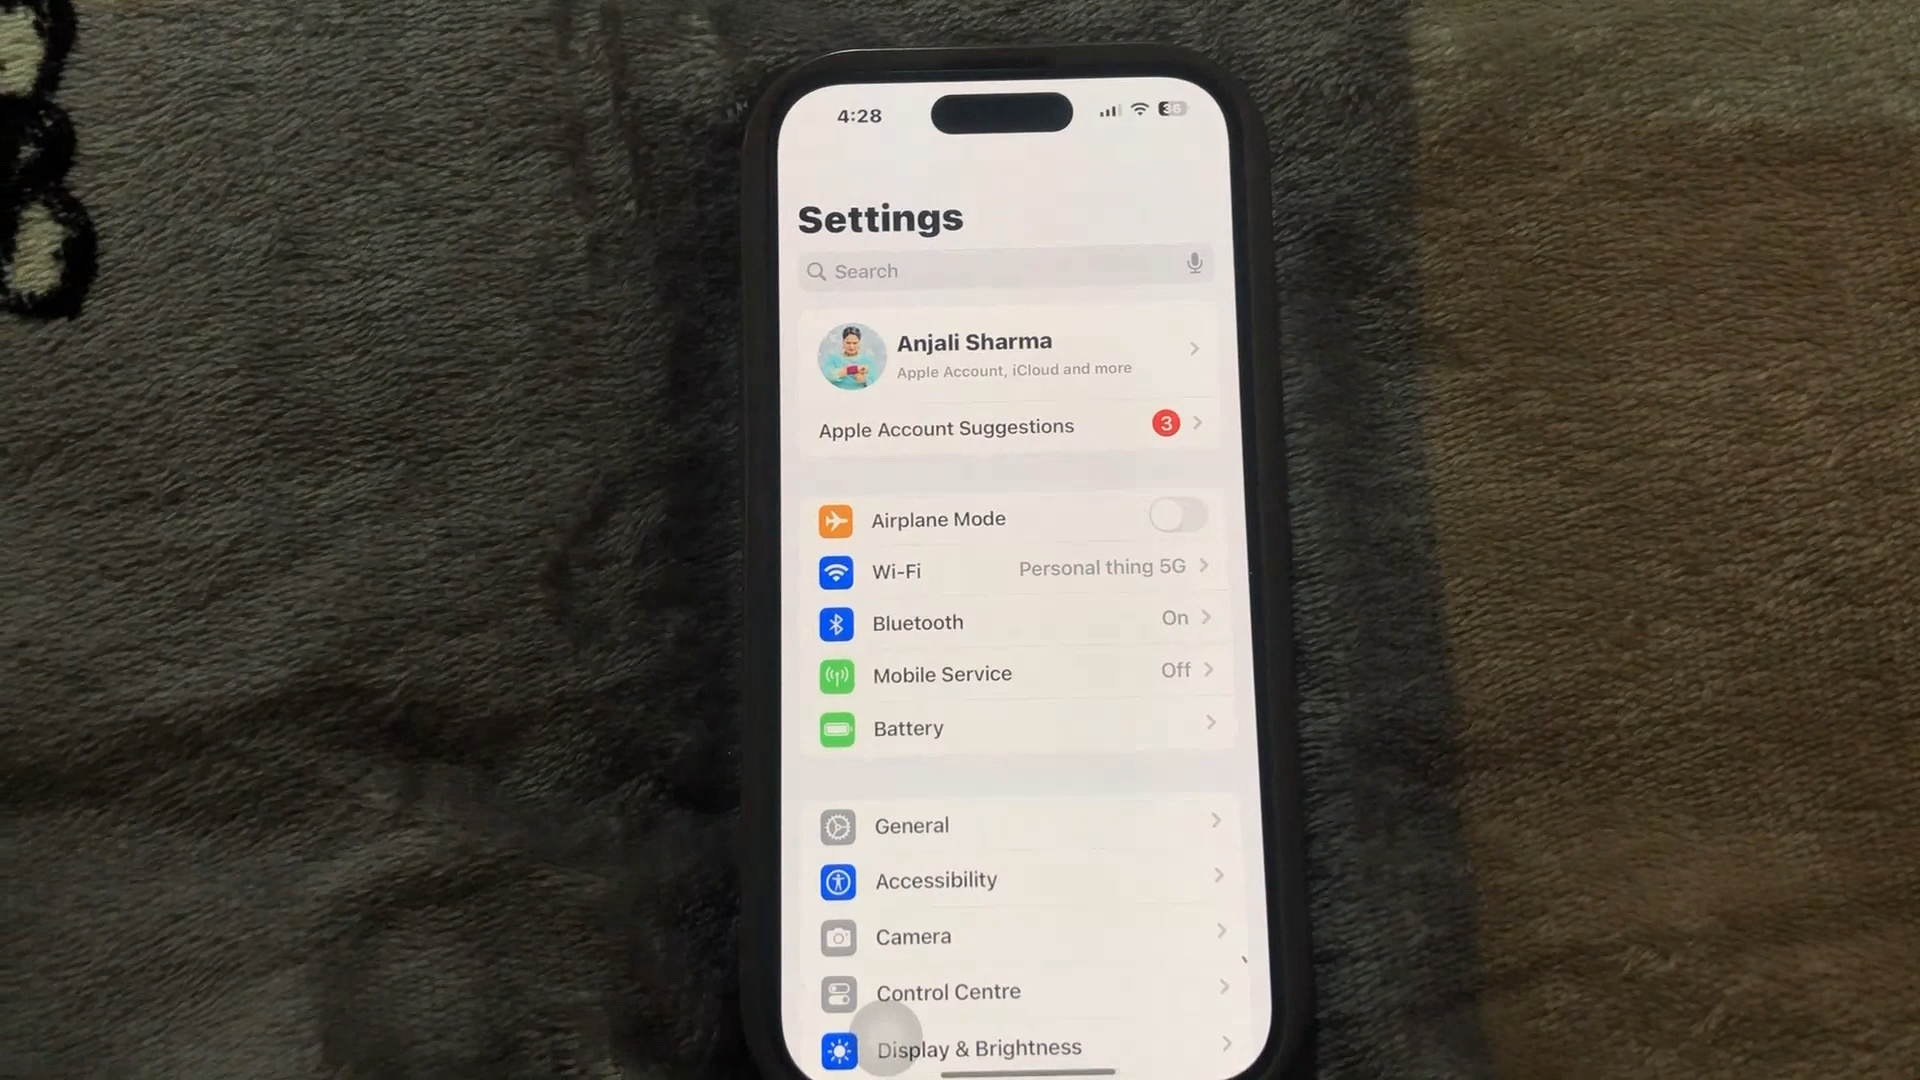 4:28
36
Settings
Search
Anjali Sharma
Apple Account, iCloud and more
Apple Account Suggestions 3
Airplane Mode
Wi-Fi Personal thing 5G
Bluetooth On
Mobile Service Off
Battery
General
Accessibility
Camera
Control Centre
Display & Brightness